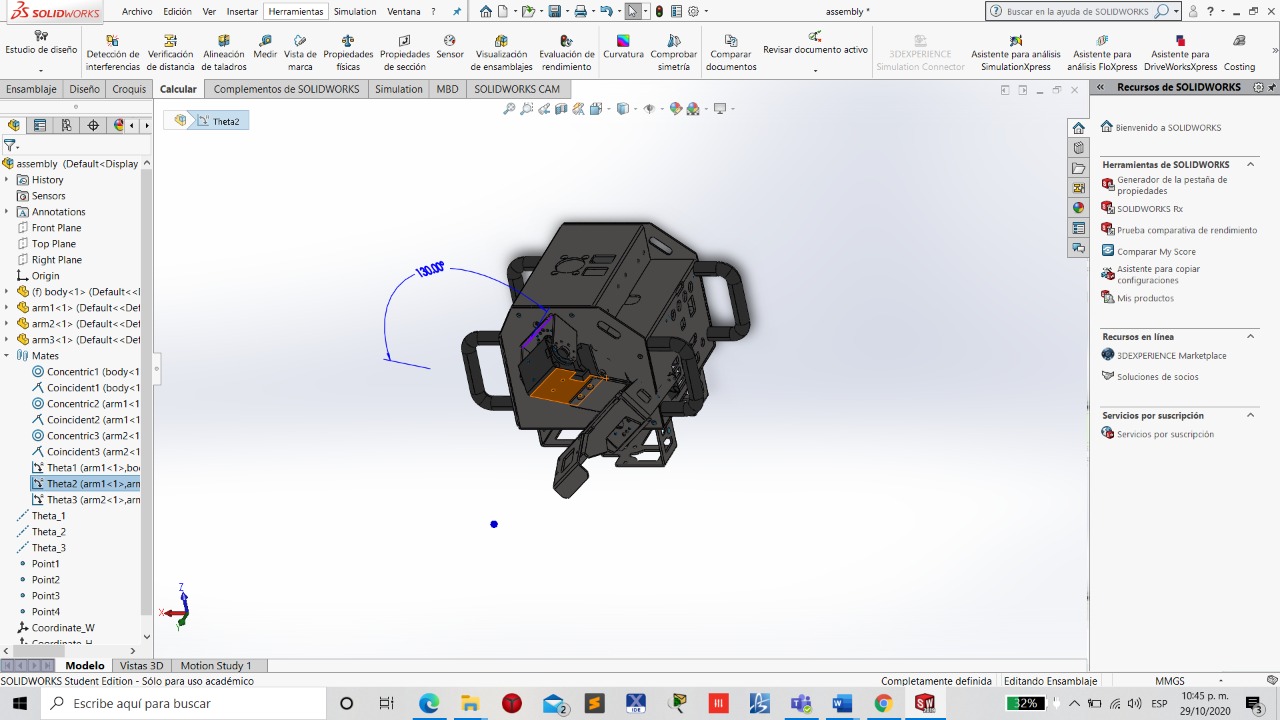 SOLIDWORKS
Archivo Edición Ver Insertar Herramientas Simulation Ventana ?
assembly *
Buscar en la ayuda de SOLIDWORKS
Estudio de diseño
Detección de interferencias
Verificación de distancia
Alineación de taladros
Medir
Vista de marca
Propiedades físicas
Propiedades de sección
Sensor
Visualización de ensamblajes
Evaluación de rendimiento
Curvatura
Comprobar simetría
Comparar documentos
Revisar documento activo
3DEXPERIENCE Simulation Connector
Asistente para análisis SimulationXpress
Asistente para análisis FloXpress
Asistente para DriveWorksXpress
Costing
Ensamblaje Diseño Croquis Calcular Complementos de SOLIDWORKS Simulation MBD SOLIDWORKS CAM
Theta2
assembly (Default<Display
History
Sensors
Annotations
Front Plane
Top Plane
Right Plane
Origin
(f) body<1> (Default<<
arm1<1> (Default<<De
arm2<1> (Default<<De
arm3<1> (Default<<De
Mates
Concentric1 (body<1
Coincident1 (body<1
Concentric2 (arm1<1
Coincident2 (arm1<1
Concentric3 (arm2<1
Coincident3 (arm2<1
Theta1 (arm1<1>,bo
Theta2 (arm1<1>,arm
Theta3 (arm2<1>,arm
Theta_1
Theta_2
Theta_3
Point1
Point2
Point3
Point4
Coordinate_W
Coordinate_H
130.00°
Z
X
Y
Recursos de SOLIDWORKS
Bienvenido a SOLIDWORKS
Herramientas de SOLIDWORKS
Generador de la pestaña de
propiedades
SOLIDWORKS Rx
Prueba comparativa de rendimiento
Comparar My Score
Asistente para copiar
configuraciones
Mis productos
Recursos en línea
3DEXPERIENCE Marketplace
Soluciones de socios
Servicios por suscripción
Servicios por suscripción
Modelo Vistas 3D Motion Study 1
SOLIDWORKS Student Edition - Sólo para uso académico
Completamente definida Editando Ensamblaje MMGS
Escribe aquí para buscar
2
IDE
32%
ESP
10:45 p. m.
29/10/2020
3